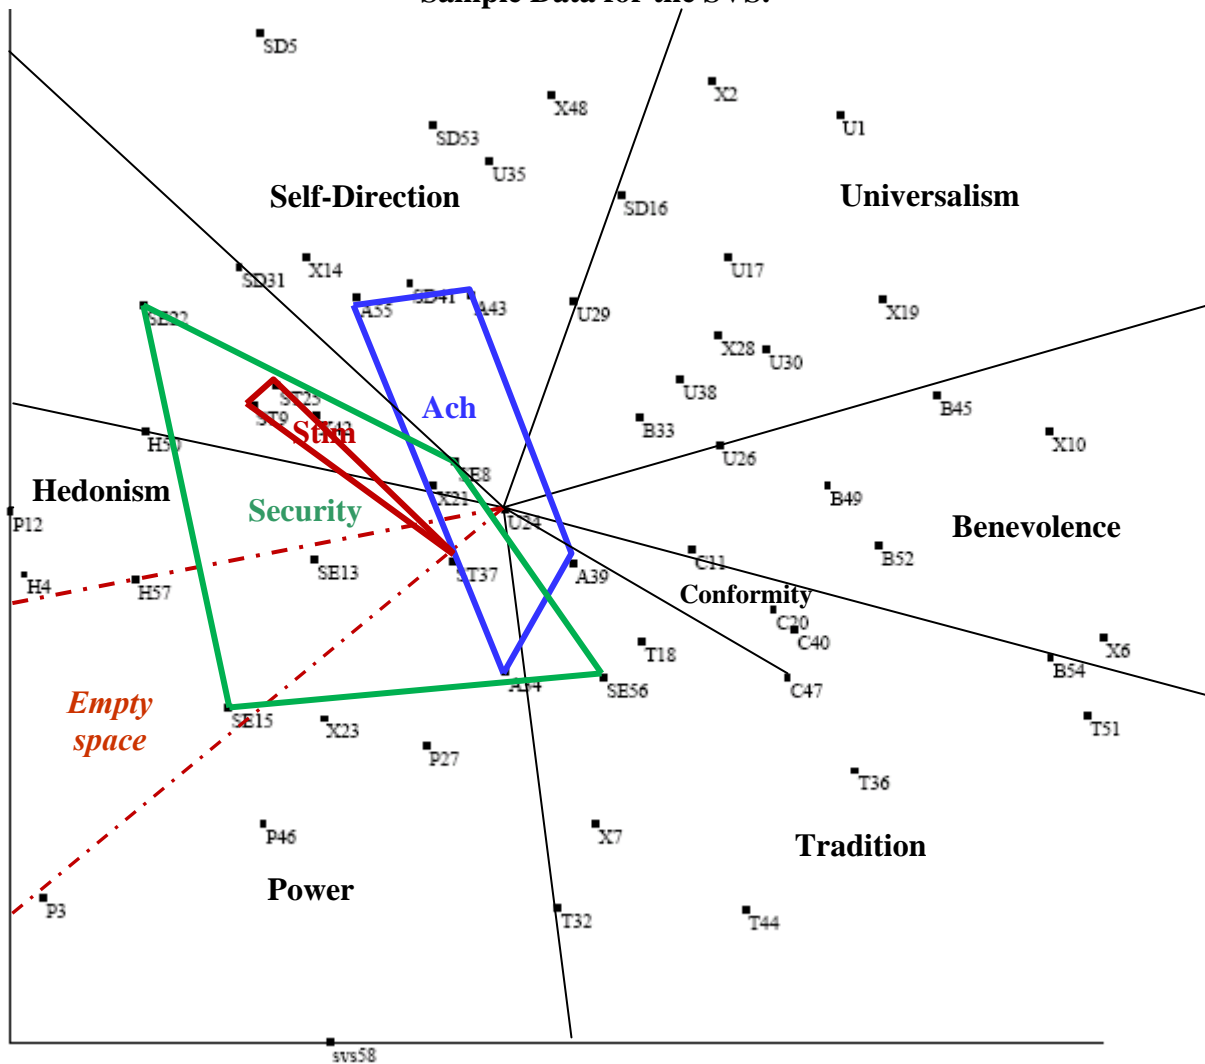 Sample Data for the SVS.
SD5
X2
X48
U1
SD53
U35
Self-Direction
Universalism
SD16
X14
U17
SD31
SD41
A55
A43
U29
X19
SE22
X28
U30
U38
ST25
ST9
Ach
B45
B33
X42
Stim
H50
X10
U26
SE8
Hedonism
X21
B49
Security
P12
U24
Benevolence
C11
B52
SE13
ST37
A39
H4
H57
Conformity
C20
C40
T18
X6
B54
A34
SE56
C47
Empty
space
SE15
X23
T51
P27
T36
P46
X7
Tradition
Power
P3
T32
T44
svs58